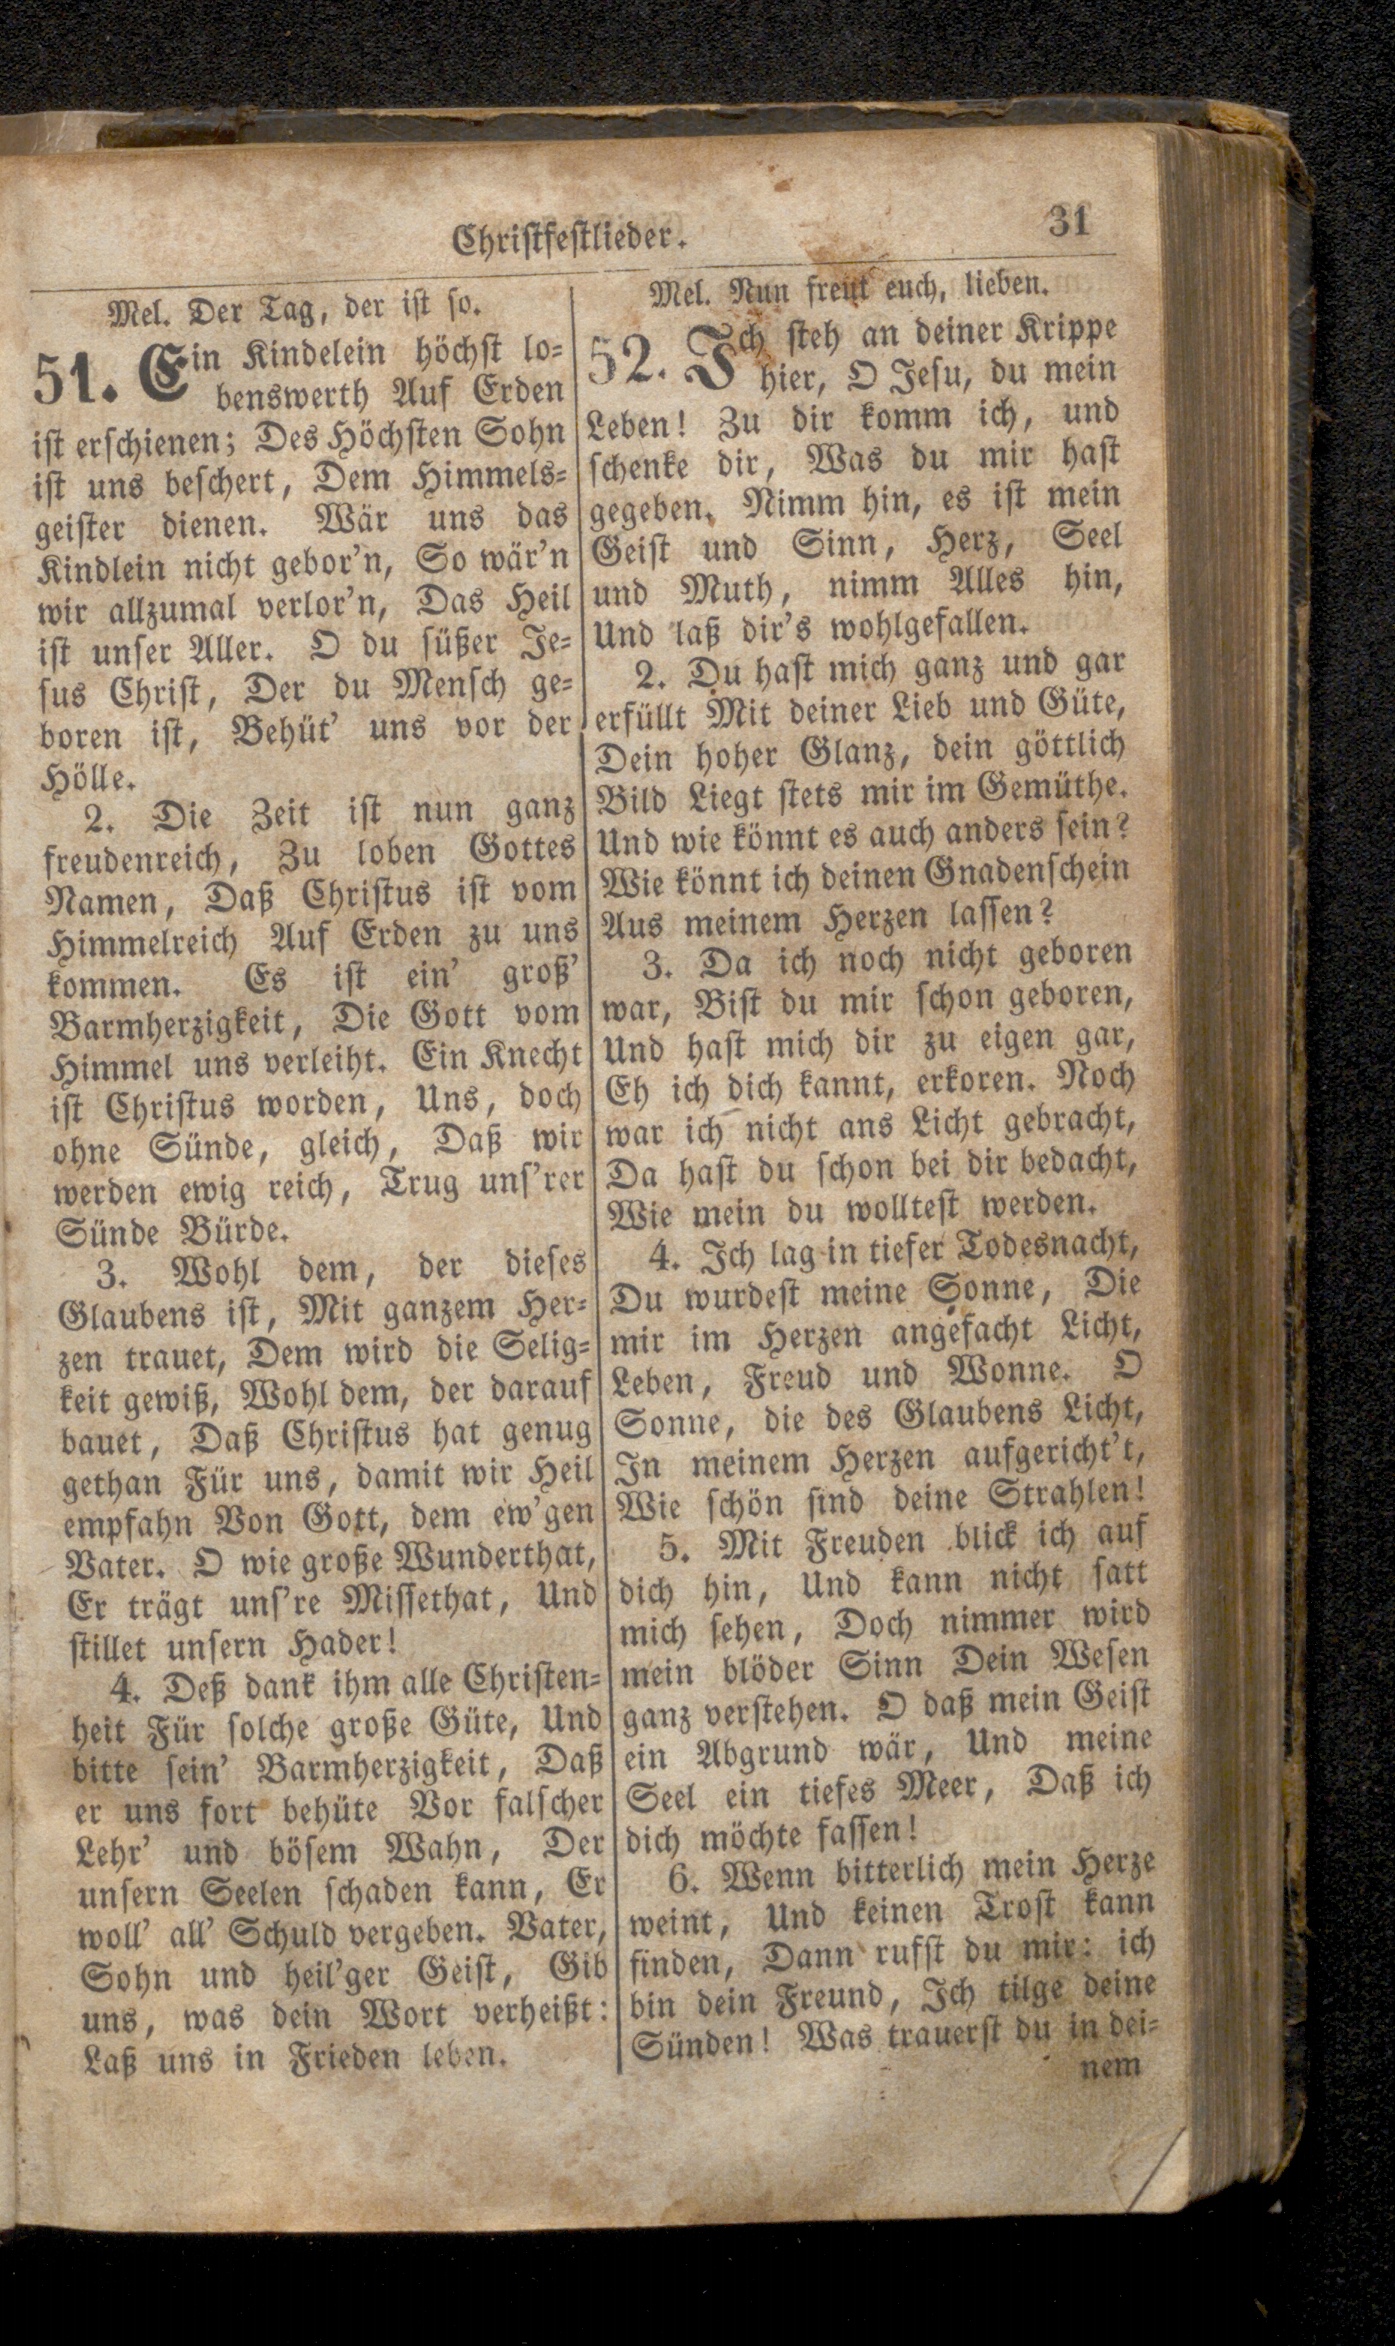 Christfestlieder.
31
Mel. Der Tag, der ist so.
51. Ein Kindelein höchst lo-
benswerth Auf Erden
ist erschienen; Des Höchsten Sohn
ist uns beschert, Dem Himmels-
geister dienen. Wär uns das
Kindlein nicht gebor'n, So wär'n
wir allzumal verlor'n, Das Heil
ist unser Aller. O du süßer Je-
sus Christ, Der du Mensch ge-
boren ist, Behüt' uns vor der
Hölle.
2. Die Zeit ist nun ganz
freudenreich, Zu loben Gottes
Namen, Daß Christus ist vom
Himmelreich Auf Erden zu uns
kommen. Es ist ein' groß'
Barmherzigkeit, Die Gott vom
Himmel uns verleiht. Ein Knecht
ist Christus worden, Uns, doch
ohne Sünde, gleich, Daß wir
werden ewig reich, Trug uns'rer
Sünde Bürde.
3. Wohl dem, der dieses
Glaubens ist, Mit ganzem Her-
zen trauet, Dem wird die Selig-
keit gewiß, Wohl dem, der darauf
bauet, Daß Christus hat genug
gethan Für uns, damit wir Heil
empfahn Von Gott, dem ew'gen
Vater. O wie große Wunderthat,
Er trägt uns're Missethat, Und
stillet unsern Hader!
4. Deß dank ihm alle Christen-
heit Für solche große Güte, Und
bitte sein' Barmherzigkeit, Daß
er uns fort behüte Vor falscher
Lehr' und bösem Wahn, Der
unsern Seelen schaden kann, Er
woll' all' Schuld vergeben. Vater,
Sohn und heil'ger Geist, Gib
uns, was dein Wort verheißt:
Laß uns in Frieden leben.
Mel. Nun freut euch, lieben.
52. Ich steh an deiner Krippe
hier, O Jesu, du mein
Leben! Zu dir komm ich, und
schenke dir, Was du mir hast
gegeben. Nimm hin, es ist mein
Geist und Sinn, Herz, Seel
und Muth, nimm Alles hin,
Und laß dir's wohlgefallen.
2. Du hast mich ganz und gar
erfüllt Mit deiner Lieb und Güte,
Dein hoher Glanz, dein göttlich
Bild Liegt stets mir im Gemüthe.
Und wie könnt es auch anders sein?
Wie könnt ich deinen Gnadenschein
Aus meinem Herzen lassen?
3. Da ich noch nicht geboren
war, Bist du mir schon geboren,
Und hast mich dir zu eigen gar,
Eh ich dich kannt, erkoren. Noch
war ich nicht ans Licht gebracht,
Da hast du schon bei dir bedacht,
Wie mein du wolltest werden.
4. Ich lag in tiefer Todesnacht,
Du wurdest meine Sonne, Die
mir im Herzen angefacht Licht,
Leben, Freud und Wonne. O
Sonne, die des Glaubens Licht,
In meinem Herzen aufgericht't,
Wie schön sind deine Strahlen!
5. Mit Freuden blick ich auf
dich hin, Und kann nicht satt
mich sehen, Doch nimmer wird
mein blöder Sinn Dein Wesen
ganz verstehen. O daß mein Geist
ein Abgrund wär, Und meine
Seel ein tiefes Meer, Daß ich
dich möchte fassen!
6. Wenn bitterlich mein Herze
weint, Und keinen Trost kann
finden, Dann rufst du mir: ich
bin dein Freund, Ich tilge deine
Sünden! Was trauerst du in dei-
nem